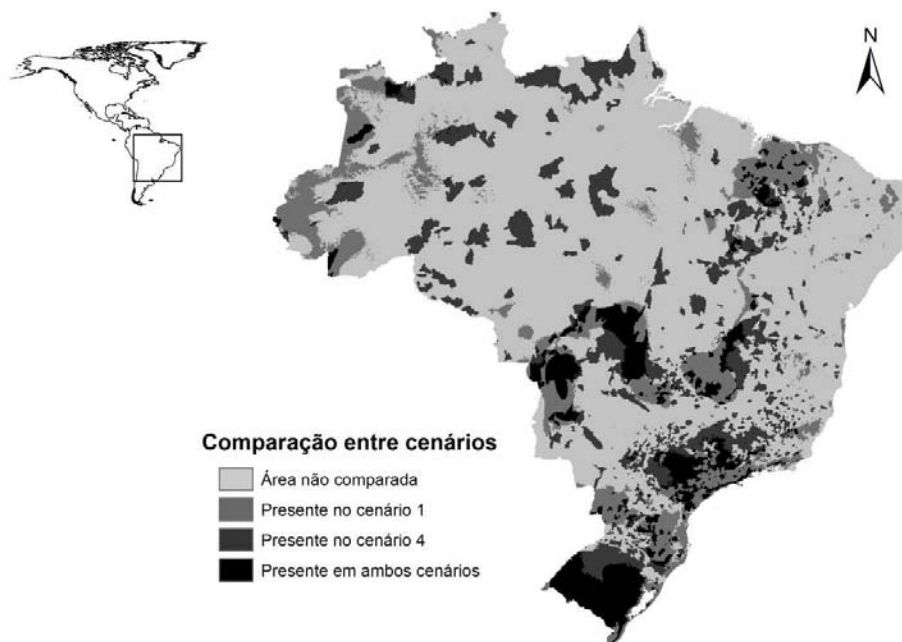 N
Comparação entre cenários
Área não comparada
Presente no cenário 1
Presente no cenário 4
Presente em ambos cenários